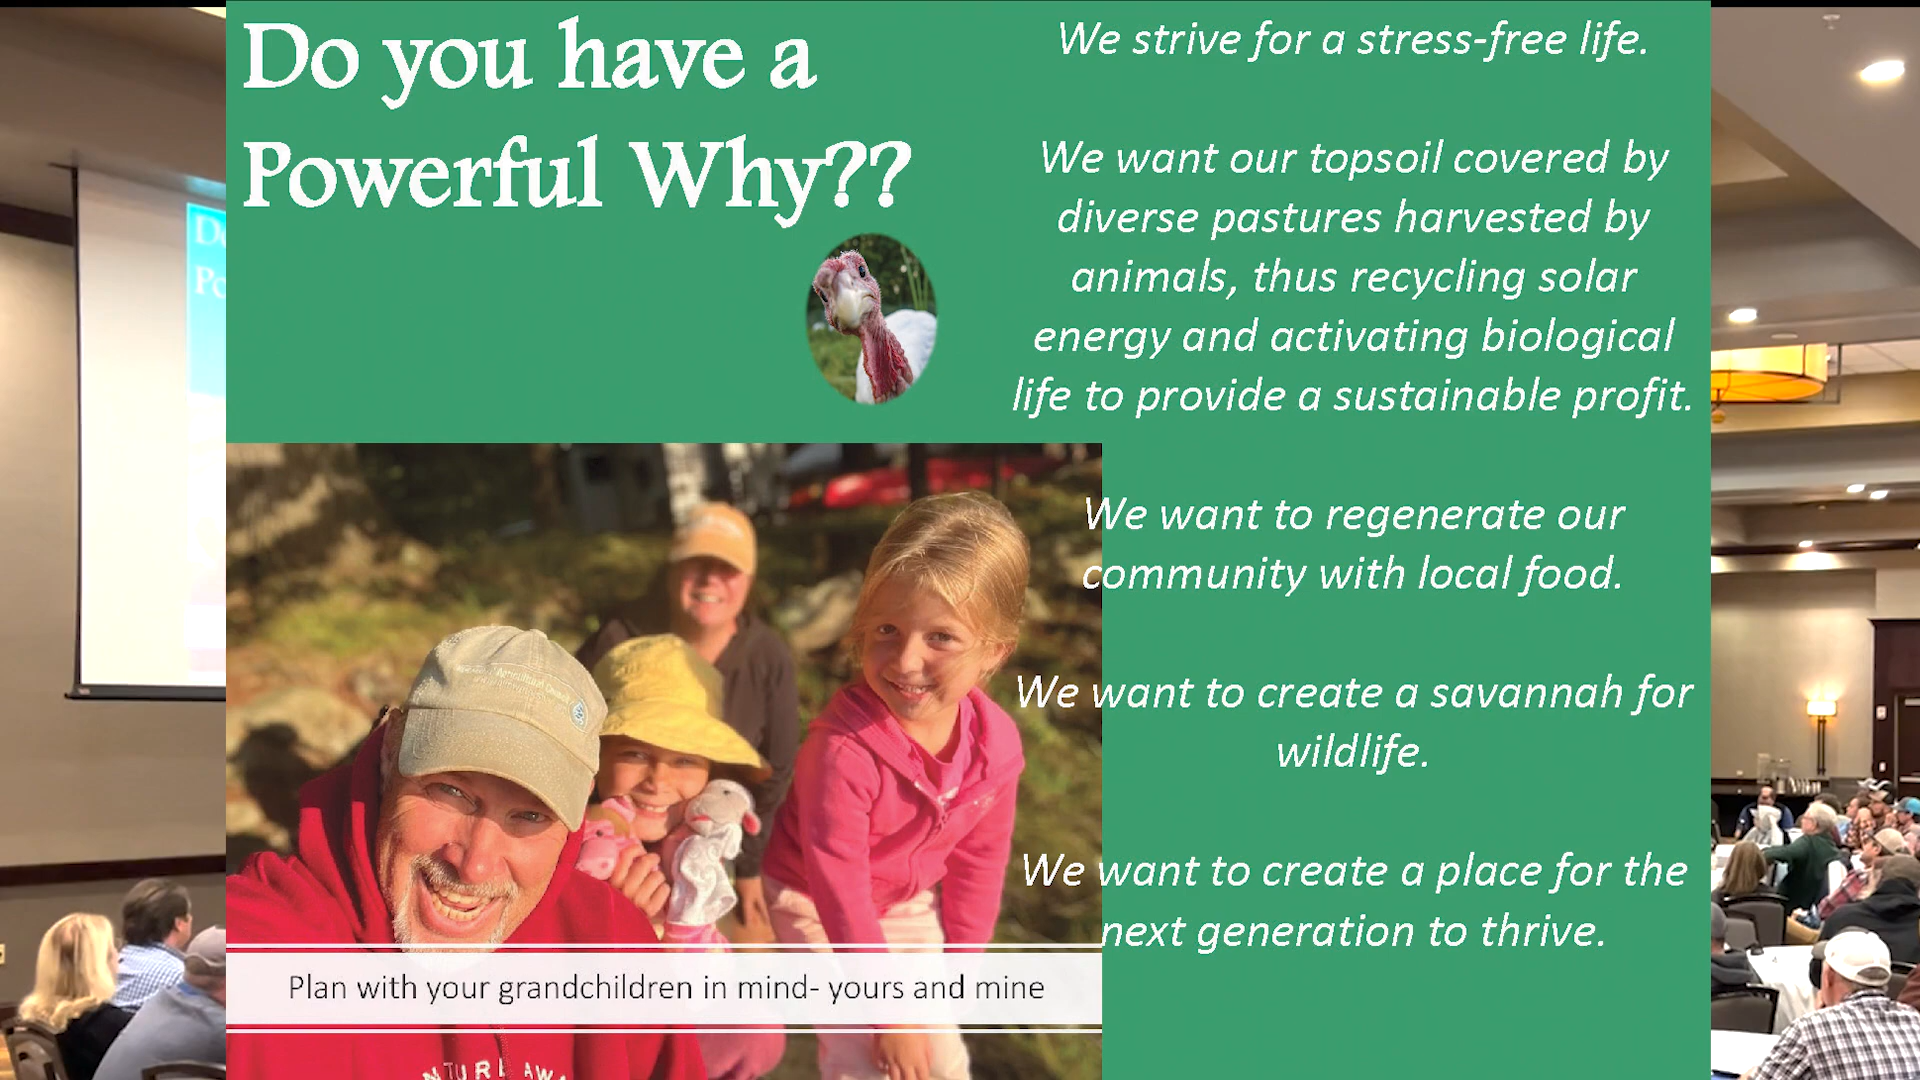 Do you have a
Powerful Why??
We strive for a stress-free life.
We want our topsoil covered by
diverse pastures harvested by
animals, thus recycling solar
energy and activating biological
life to provide a sustainable profit.
We want to regenerate our
community with local food.
We want to create a savannah for
wildlife.
We want to create a place for the
next generation to thrive.
Agricultural
Plan with your grandchildren in mind- yours and mine